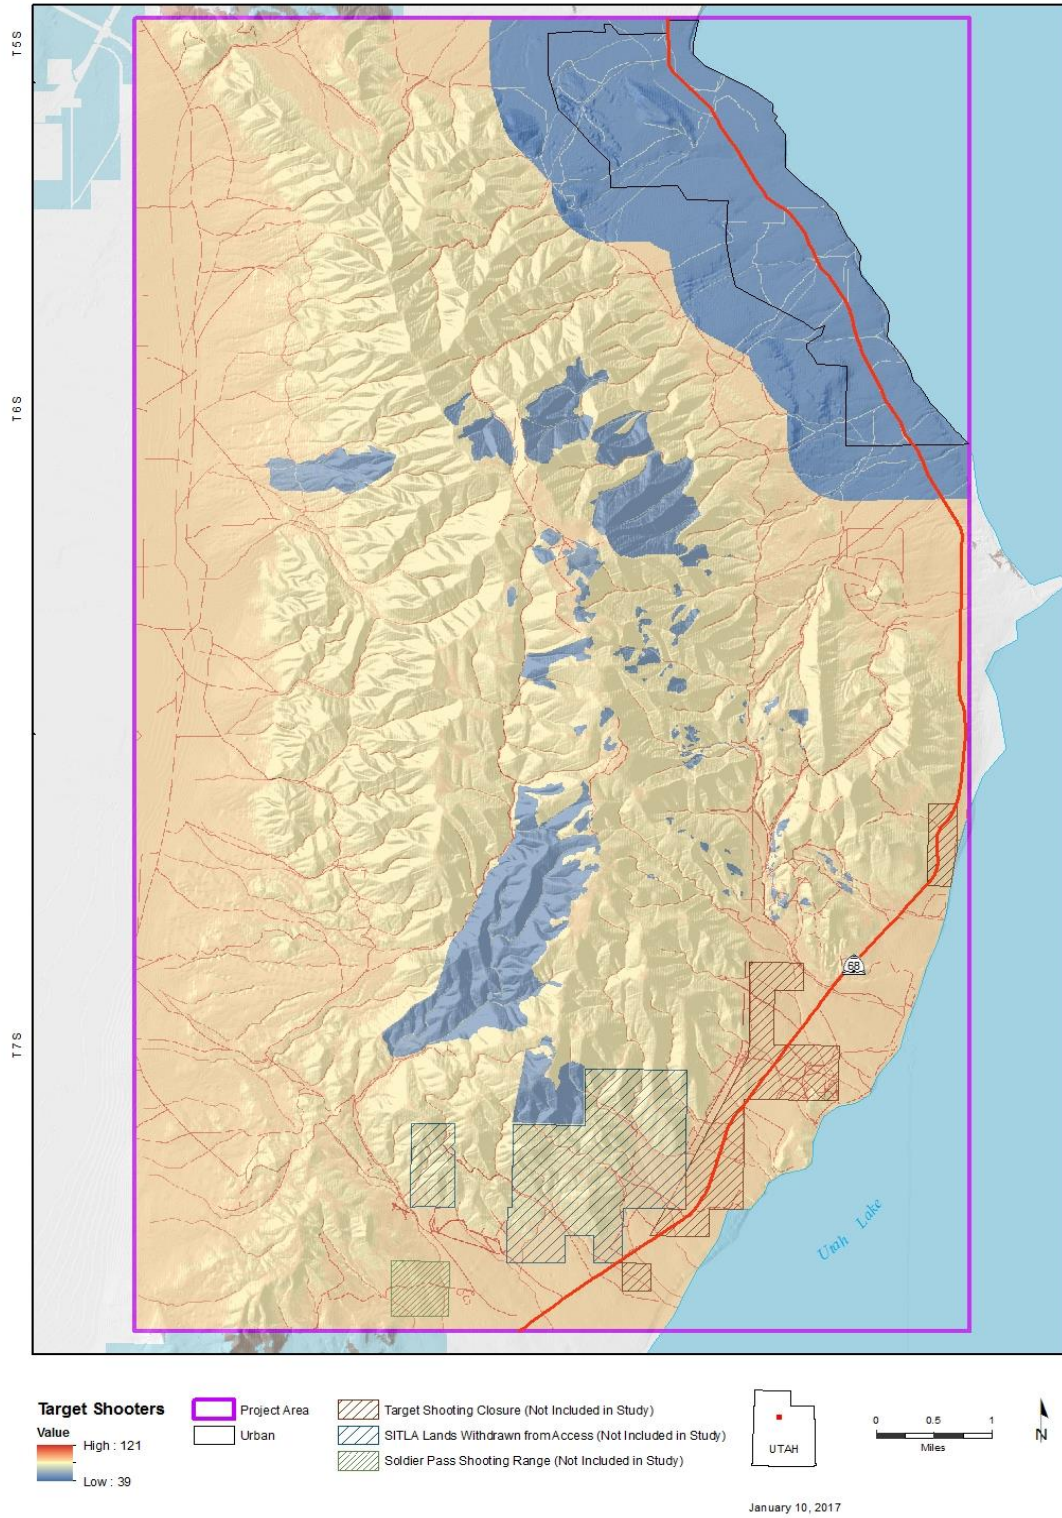 T5S
T6S
T7S
68
Utah Lake
Target Shooters
Value
High : 121
Low : 39
Project Area
Urban
Target Shooting Closure (Not Included in Study)
SITLA Lands Withdrawn from Access (Not Included in Study)
Soldier Pass Shooting Range (Not Included in Study)
UTAH
0 0.5 1
Miles
N
January 10, 2017